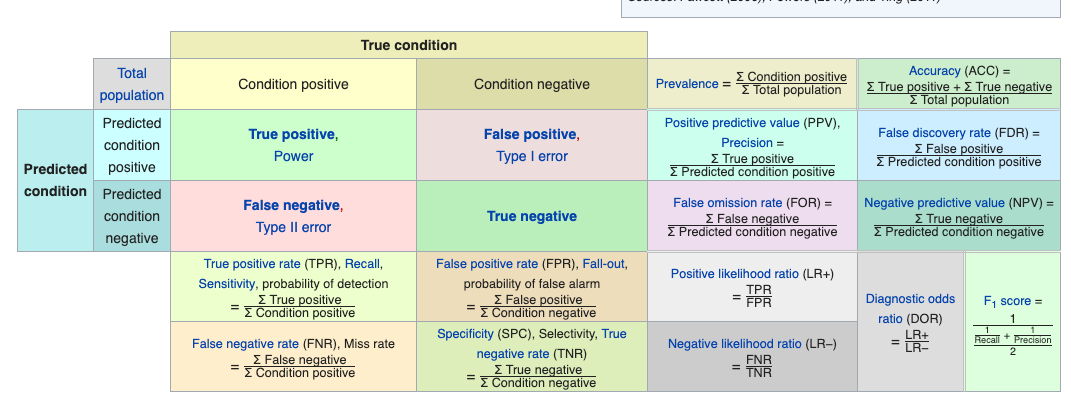 Sources: Fawcett (2006), Powers (2011), and Ting (2011)
True condition
Total
population
Condition positive
Condition negative
Prevalence = Σ Condition positive / Σ Total population
Accuracy (ACC) =
Σ True positive + Σ True negative
Σ Total population
Predicted
condition
Predicted
condition
positive
True positive,
Power
False positive,
Type I error
Positive predictive value (PPV),
Precision =
Σ True positive
Σ Predicted condition positive
False discovery rate (FDR) =
Σ False positive
Σ Predicted condition positive
Predicted
condition
negative
False negative,
Type II error
True negative
False omission rate (FOR) =
Σ False negative
Σ Predicted condition negative
Negative predictive value (NPV) =
Σ True negative
Σ Predicted condition negative
True positive rate (TPR), Recall,
Sensitivity, probability of detection
= Σ True positive / Σ Condition positive
False positive rate (FPR), Fall-out,
probability of false alarm
= Σ False positive / Σ Condition negative
Positive likelihood ratio (LR+)
= TPR / FPR
Diagnostic odds
ratio (DOR)
= LR+ / LR−
F1 score =
1
1 / Recall + 1 / Precision
2
False negative rate (FNR), Miss rate
= Σ False negative / Σ Condition positive
Specificity (SPC), Selectivity, True
negative rate (TNR)
= Σ True negative / Σ Condition negative
Negative likelihood ratio (LR−)
= FNR / TNR